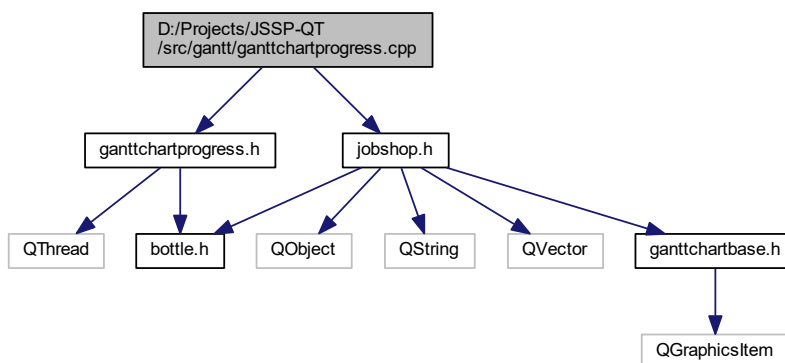 D:/Projects/JSSP-QT
/src/gantt/ganttchartprogress.cpp
ganttchartprogress.h
jobshop.h
QThread
bottle.h
QObject
QString
QVector
ganttchartbase.h
QGraphicsItem